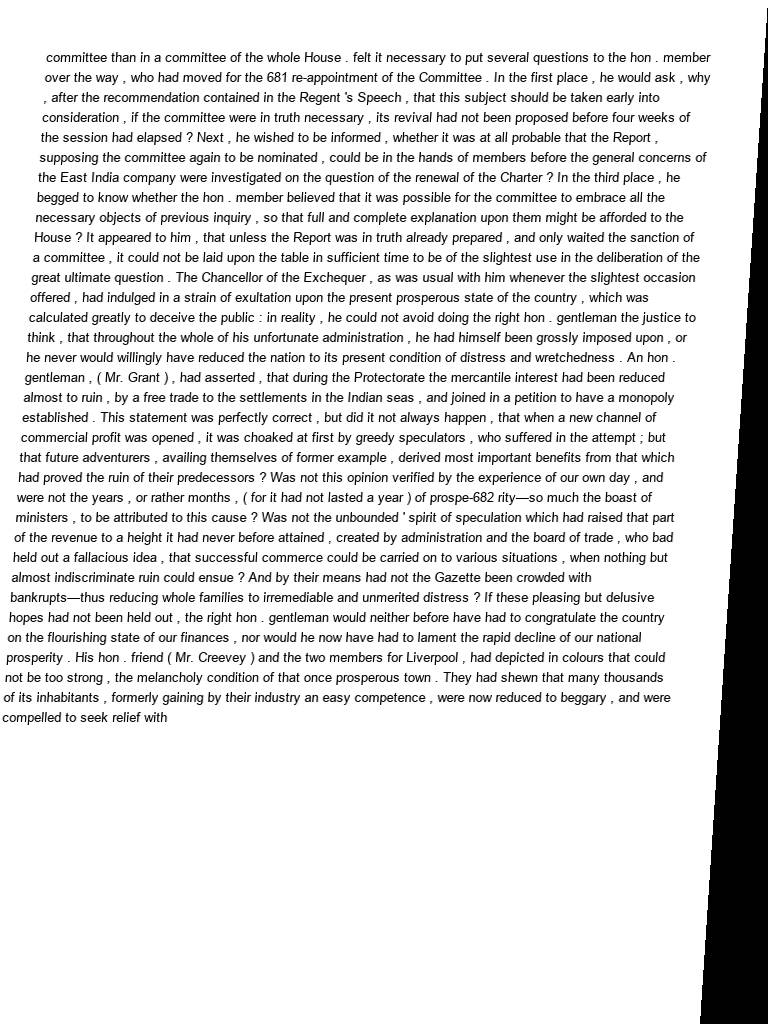 committee than in a committee of the whole House . felt it necessary to put several questions to the hon . member
over the way , who had moved for the 681 re-appointment of the Committee . In the first place , he would ask , why
, after the recommendation contained in the Regent 's Speech , that this subject should be taken early into
consideration , if the committee were in truth necessary , its revival had not been proposed before four weeks of
the session had elapsed ? Next , he wished to be informed , whether it was at all probable that the Report ,
supposing the committee again to be nominated , could be in the hands of members before the general concerns of
the East India company were investigated on the question of the renewal of the Charter ? In the third place , he
begged to know whether the hon . member believed that it was possible for the committee to embrace all the
necessary objects of previous inquiry , so that full and complete explanation upon them might be afforded to the
House ? It appeared to him , that unless the Report was in truth already prepared , and only waited the sanction of
a committee , it could not be laid upon the table in sufficient time to be of the slightest use in the deliberation of the
great ultimate question . The Chancellor of the Exchequer , as was usual with him whenever the slightest occasion
offered , had indulged in a strain of exultation upon the present prosperous state of the country , which was
calculated greatly to deceive the public : in reality , he could not avoid doing the right hon . gentleman the justice to
think , that throughout the whole of his unfortunate administration , he had himself been grossly imposed upon , or
he never would willingly have reduced the nation to its present condition of distress and wretchedness . An hon .
gentleman , ( Mr. Grant ) , had asserted , that during the Protectorate the mercantile interest had been reduced
almost to ruin , by a free trade to the settlements in the Indian seas , and joined in a petition to have a monopoly
established . This statement was perfectly correct , but did it not always happen , that when a new channel of
commercial profit was opened , it was choaked at first by greedy speculators , who suffered in the attempt ; but
that future adventurers , availing themselves of former example , derived most important benefits from that which
had proved the ruin of their predecessors ? Was not this opinion verified by the experience of our own day , and
were not the years , or rather months , ( for it had not lasted a year ) of prospe-682 rity—so much the boast of
ministers , to be attributed to this cause ? Was not the unbounded ' spirit of speculation which had raised that part
of the revenue to a height it had never before attained , created by administration and the board of trade , who bad
held out a fallacious idea , that successful commerce could be carried on to various situations , when nothing but
almost indiscriminate ruin could ensue ? And by their means had not the Gazette been crowded with
bankrupts—thus reducing whole families to irremediable and unmerited distress ? If these pleasing but delusive
hopes had not been held out , the right hon . gentleman would neither before have had to congratulate the country
on the flourishing state of our finances , nor would he now have had to lament the rapid decline of our national
prosperity . His hon . friend ( Mr. Creevey ) and the two members for Liverpool , had depicted in colours that could
not be too strong , the melancholy condition of that once prosperous town . They had shewn that many thousands
of its inhabitants , formerly gaining by their industry an easy competence , were now reduced to beggary , and were
compelled to seek relief with